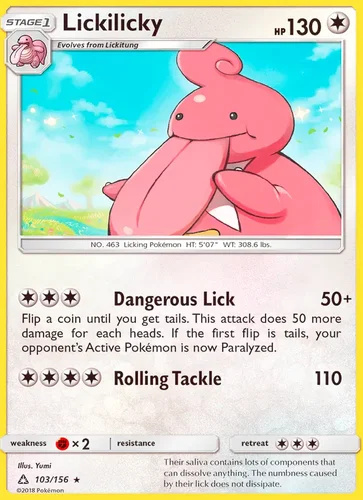 STAGE 1 Lickilicky HP 130
Evolves from Lickitung
NO. 463 Licking Pokémon HT: 5'07" WT: 308.6 lbs.
Dangerous Lick 50+
Flip a coin until you get tails. This attack does 50 more
damage for each heads. If the first flip is tails, your
opponent's Active Pokémon is now Paralyzed.
Rolling Tackle 110
weakness × 2 resistance retreat
Illus. Yumi
103/156 ★
©2018 Pokémon
Their saliva contains lots of components that
can dissolve anything. The numbness caused
by their lick does not dissipate.